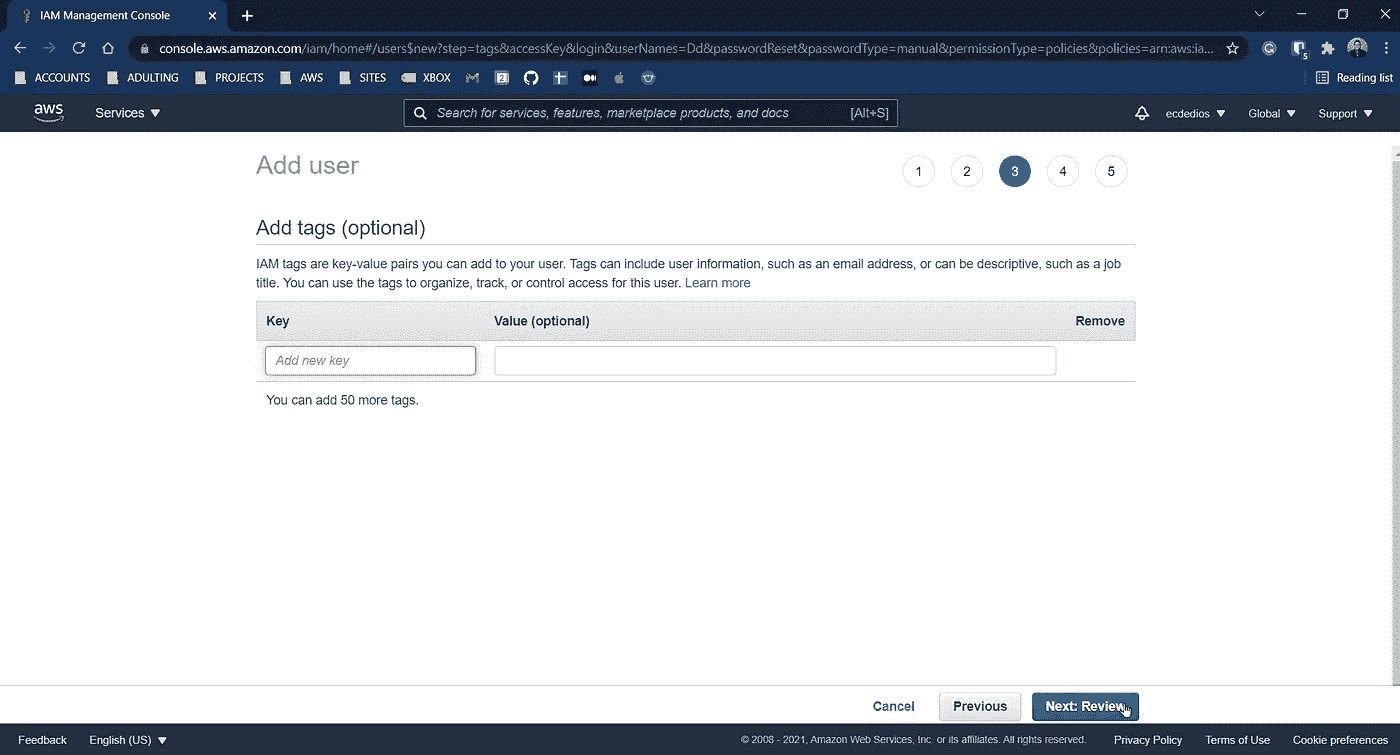 IAM Management Console
console.aws.amazon.com/iam/home#/users$new?step=tags&accessKey&login&userNames=Dd&passwordReset&passwordType=manual&permissionType=policies&policies=arn:aws:ia...
5
ACCOUNTS ADULTING PROJECTS AWS SITES XBOX 2 Reading list
aws Services Search for services, features, marketplace products, and docs [Alt+S] ecdedios Global Support
Add user 1 2 3 4 5
Add tags (optional)
IAM tags are key-value pairs you can add to your user. Tags can include user information, such as an email address, or can be descriptive, such as a job
title. You can use the tags to organize, track, or control access for this user. Learn more
Key Value (optional) Remove
Add new key
You can add 50 more tags.
Cancel Previous Next: Review
Feedback English (US) © 2008 - 2021, Amazon Web Services, Inc. or its affiliates. All rights reserved. Privacy Policy Terms of Use Cookie preferences